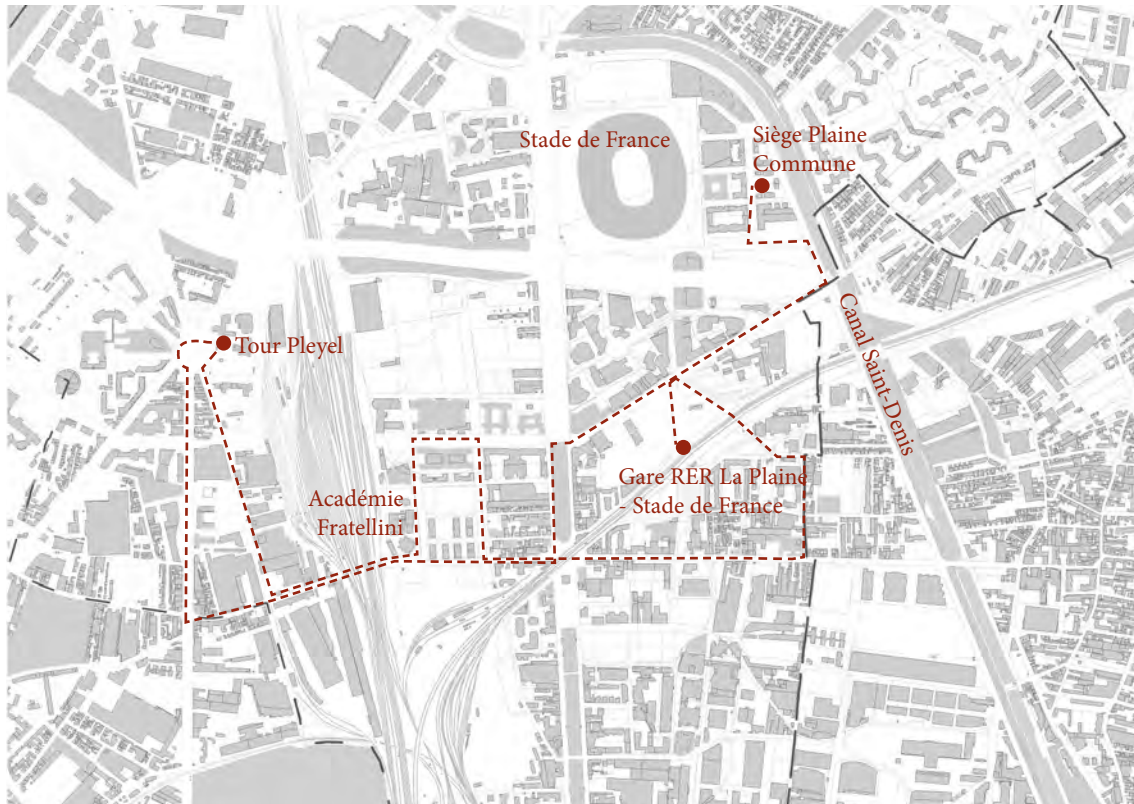 Stade de France
Siège Plaine
Commune
Tour Pleyel
Canal Saint-Denis
Académie
Fratellini
Gare RER La Plaine
- Stade de France